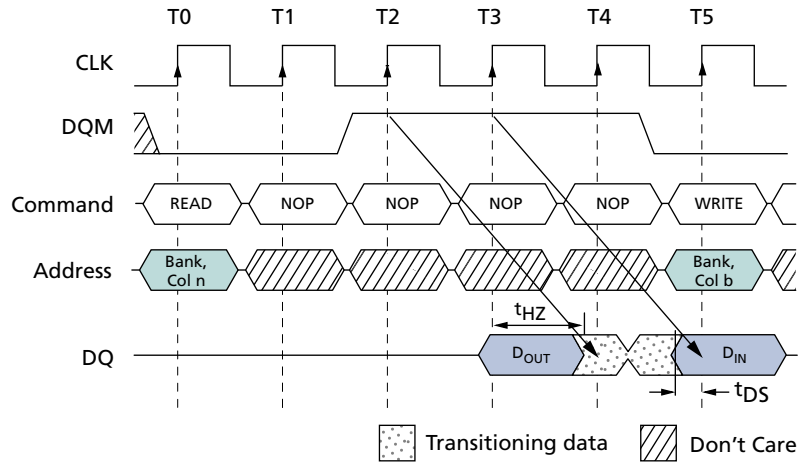 T0 T1 T2 T3 T4 T5
CLK
DQM
Command READ NOP NOP NOP NOP WRITE
Address Bank, Col n Bank, Col b
tHZ
DQ DOUT DIN
tDS
Transitioning data Don't Care